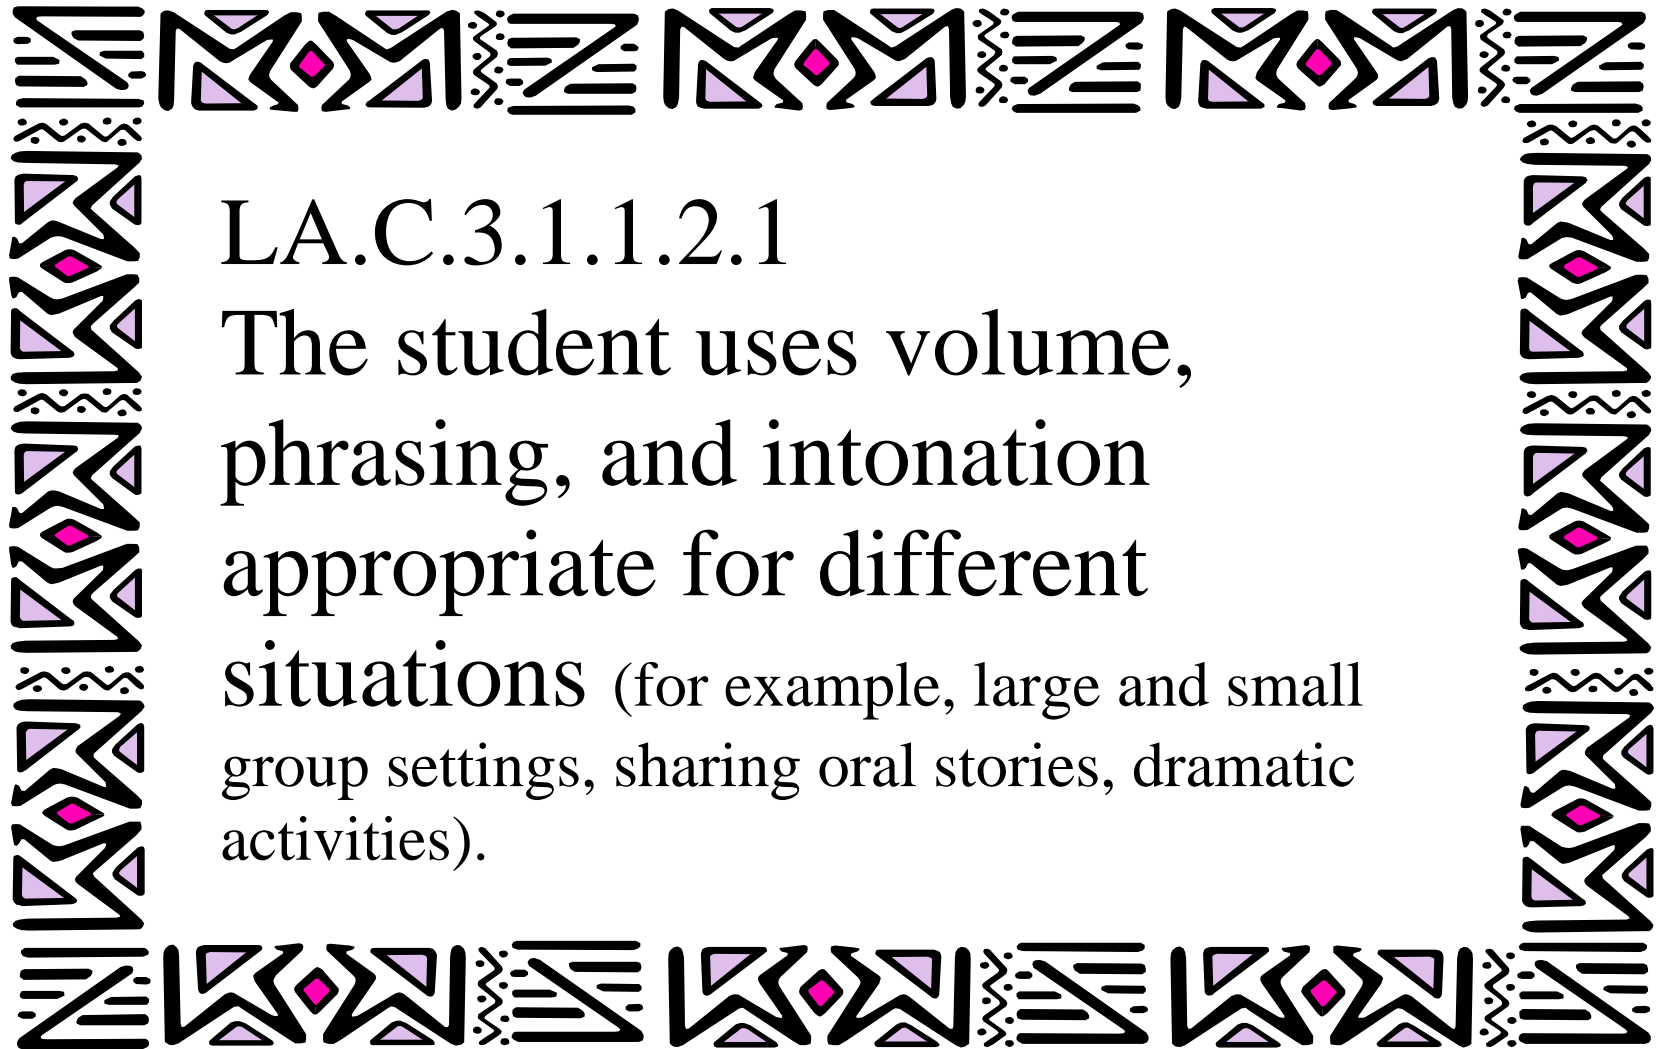 LA.C.3.1.1.2.1
The student uses volume,
phrasing, and intonation
appropriate for different
situations (for example, large and small
group settings, sharing oral stories, dramatic
activities).